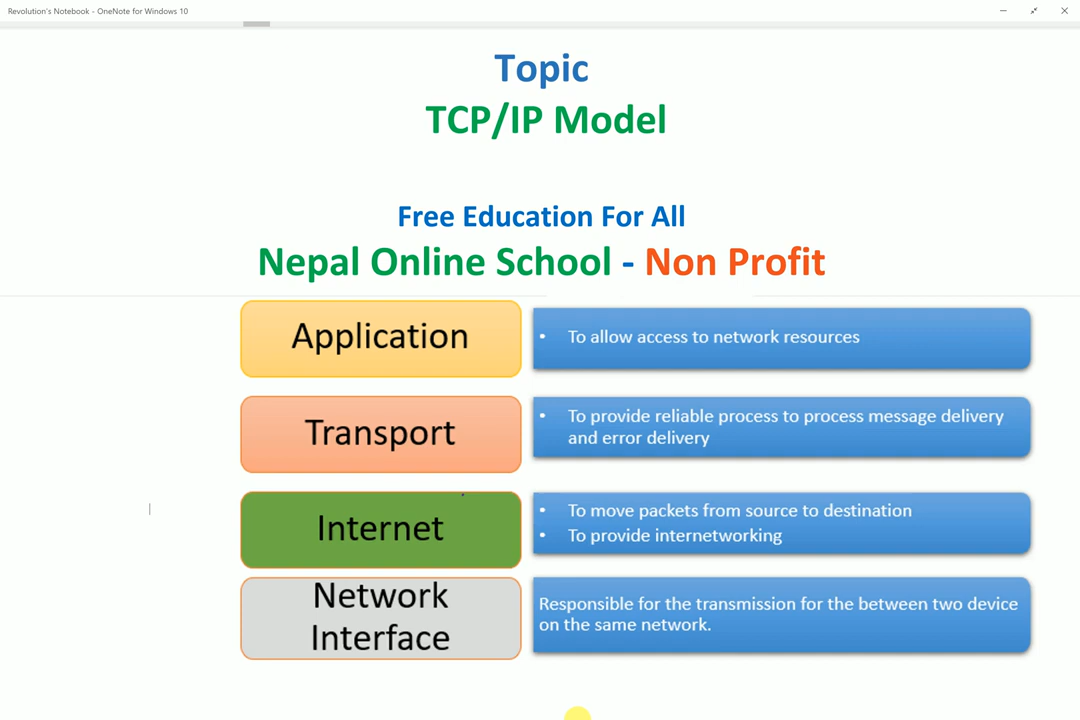 Revolution's Notebook - OneNote for Windows 10
Topic
TCP/IP Model
Free Education For All
Nepal Online School - Non Profit
Application
• To allow access to network resources
Transport
• To provide reliable process to process message delivery
and error delivery
Internet
• To move packets from source to destination
• To provide internetworking
Network
Interface
Responsible for the transmission for the between two device
on the same network.